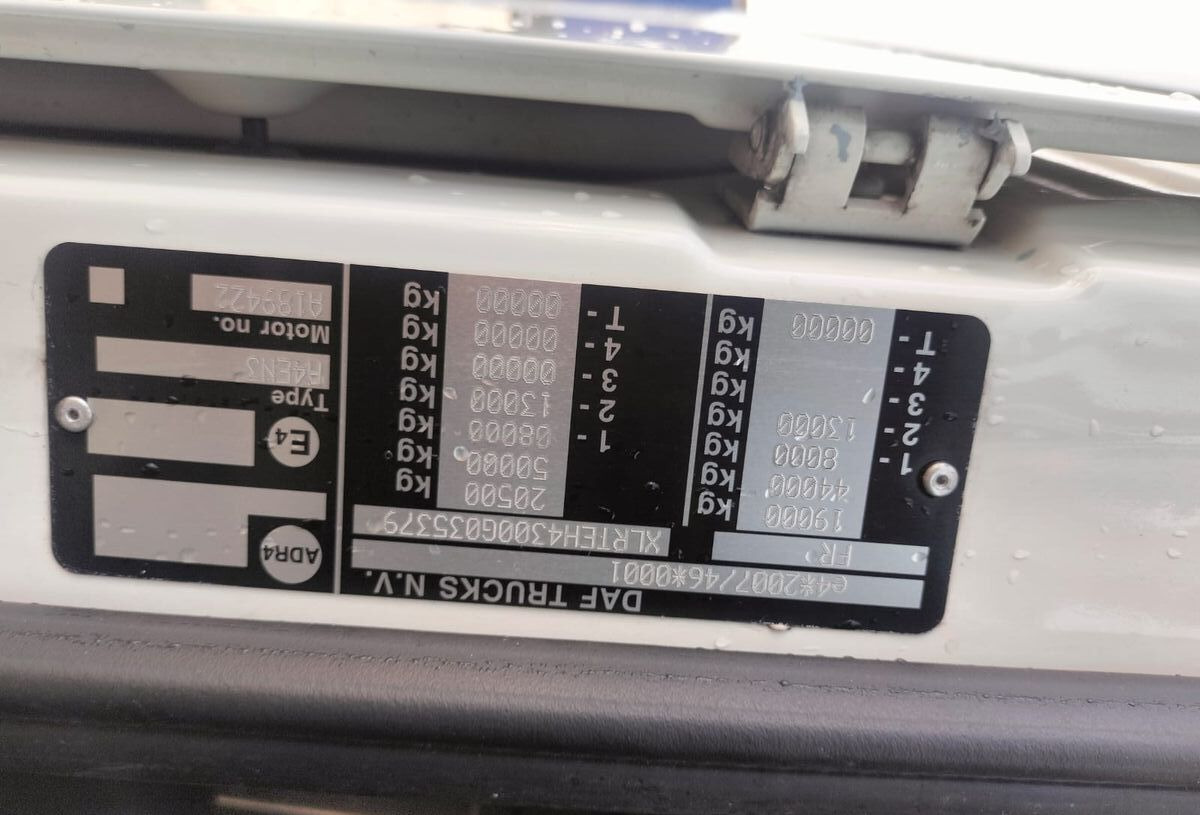 DAF TRUCKS N.V.
e4*2007/46*0001
FR XLRTEH4300G035379
19000 kg 20500 kg
44000 kg 50000 kg
1 - 8000 kg 1 - 08000 kg
2 - 13000 kg 2 - 13000 kg
3 - kg 3 - 00000 kg
4 - kg 4 - 00000 kg
T - 00000 kg T - 00000 kg
ADR4
E4
Type
H4EN3
Motor no.
A189422